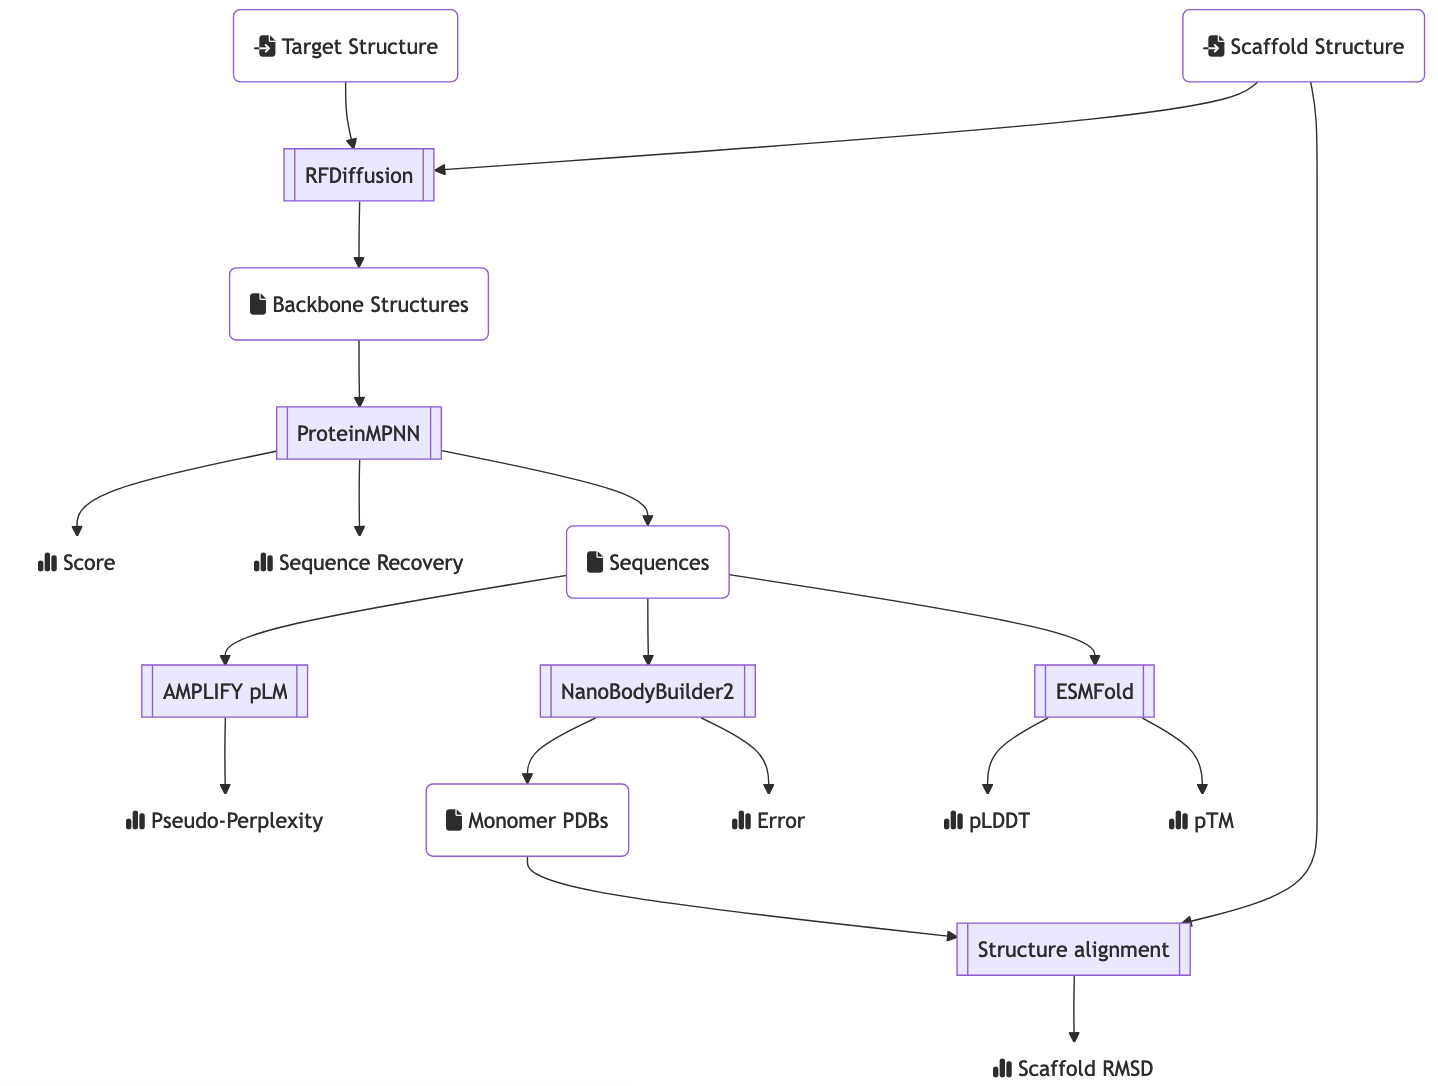 Target Structure
Scaffold Structure
RFDiffusion
Backbone Structures
ProteinMPNN
Score
Sequence Recovery
Sequences
AMPLIFY pLM
NanoBodyBuilder2
ESMFold
Pseudo-Perplexity
Monomer PDBs
Error
pLDDT
pTM
Structure alignment
Scaffold RMSD